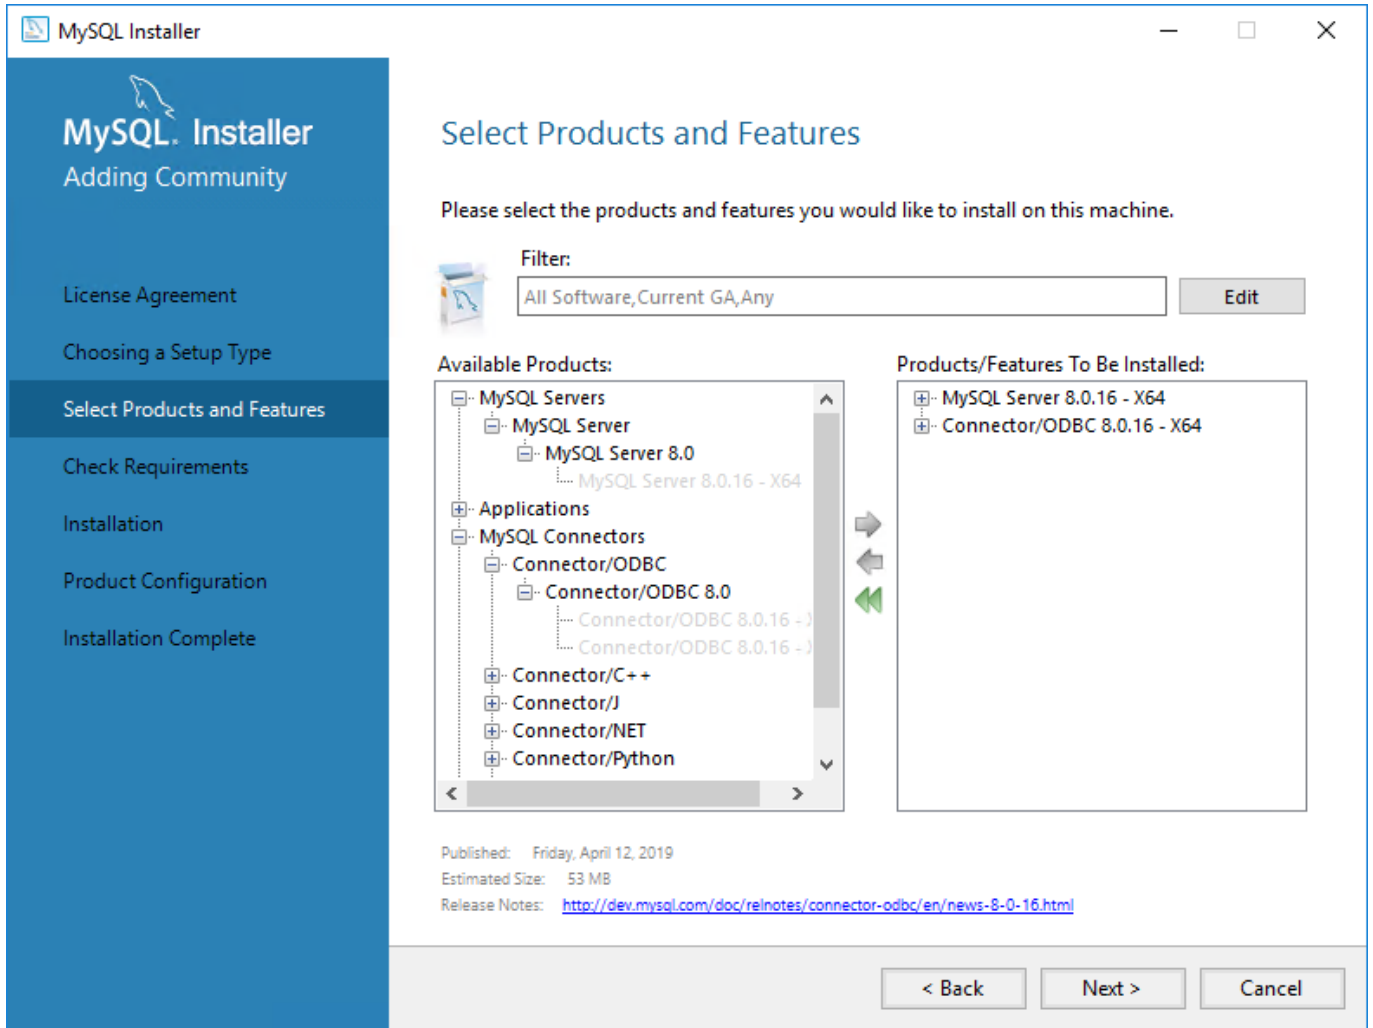 MySQL Installer
MySQL. Installer
Adding Community
License Agreement
Choosing a Setup Type
Select Products and Features
Check Requirements
Installation
Product Configuration
Installation Complete
Select Products and Features
Please select the products and features you would like to install on this machine.
Filter:
All Software,Current GA,Any
Edit
Available Products:
MySQL Servers
MySQL Server
MySQL Server 8.0
MySQL Server 8.0.16 - X64
Applications
MySQL Connectors
Connector/ODBC
Connector/ODBC 8.0
Connector/ODBC 8.0.16 -
Connector/ODBC 8.0.16 -
Connector/C++
Connector/J
Connector/NET
Connector/Python
Products/Features To Be Installed:
MySQL Server 8.0.16 - X64
Connector/ODBC 8.0.16 - X64
Published: Friday, April 12, 2019
Estimated Size: 53 MB
Release Notes: http://dev.mysql.com/doc/relnotes/connector-odbc/en/news-8-0-16.html
< Back
Next >
Cancel